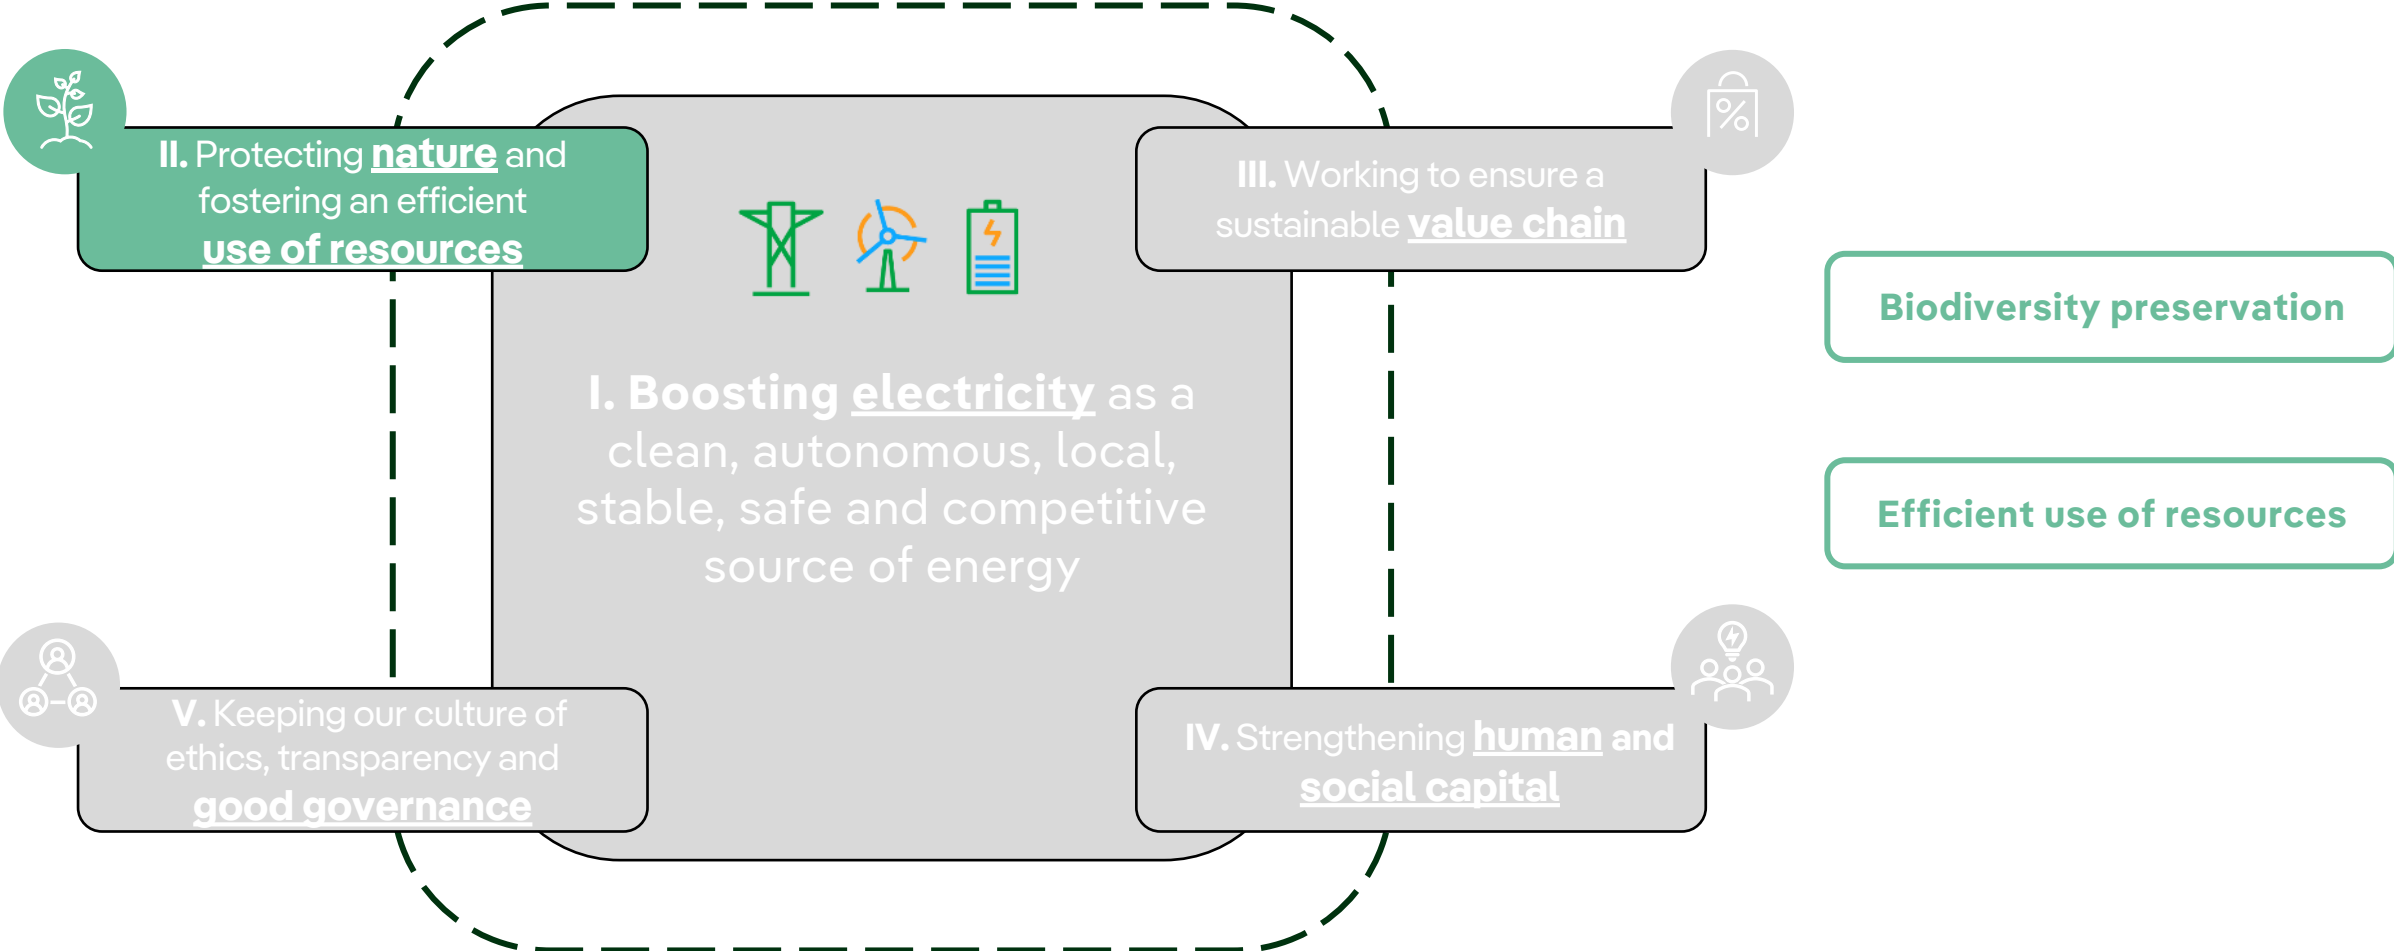 II. Protecting nature and
fostering an efficient
use of resources
III. Working to ensure a
sustainable value chain
Biodiversity preservation
I. Boosting electricity as a
clean, autonomous, local,
stable, safe and competitive
source of energy
Efficient use of resources
V. Keeping our culture of
ethics, transparency and
good governance
IV. Strengthening human and
social capital